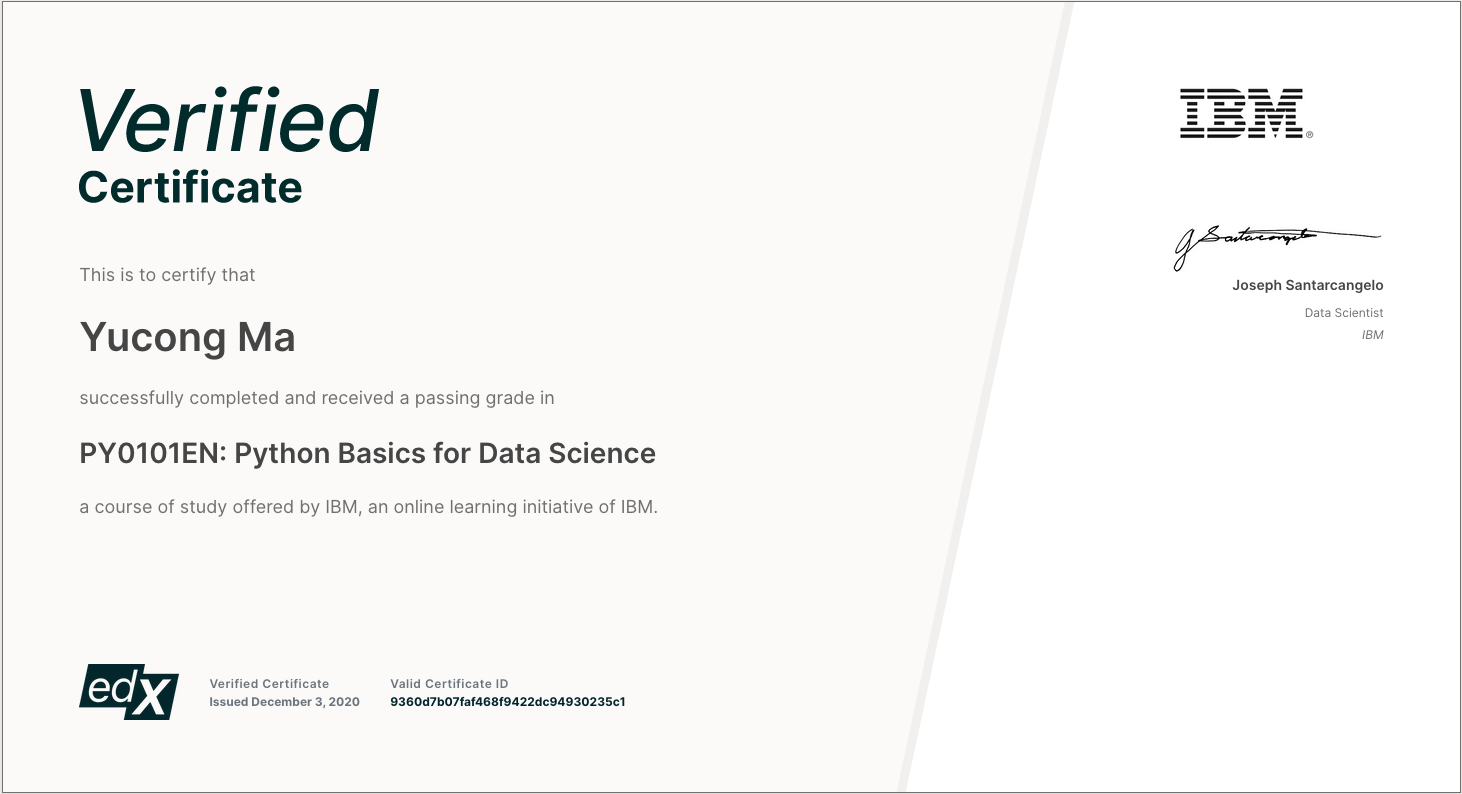 Verified
Certificate
This is to certify that
Yucong Ma
successfully completed and received a passing grade in
PY0101EN: Python Basics for Data Science
a course of study offered by IBM, an online learning initiative of IBM.
edX
Verified Certificate
Issued December 3, 2020
Valid Certificate ID
9360d7b07faf468f9422dc94930235c1
IBM®
J Santarcangelo
Joseph Santarcangelo
Data Scientist
IBM